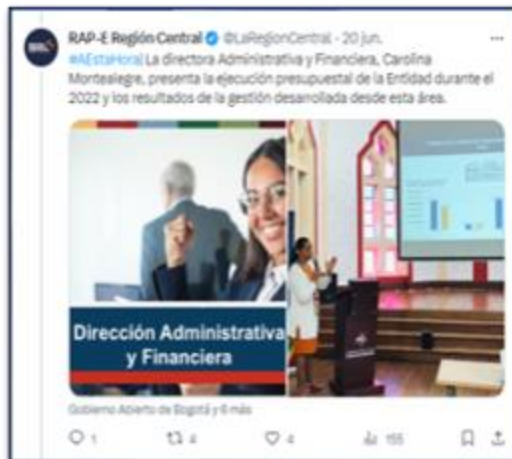 RAP-E Región Central @LaRegionCentral · 20 jun.
#AEstaHora| La directora Administrativa y Financiera, Carolina
Montealegre, presenta la ejecución presupuestal de la Entidad durante el
2022 y los resultados de la gestión desarrollada desde esta área.
Dirección Administrativa
y Financiera
Gobierno Abierto de Bogotá y 6 más
1 4 4 155